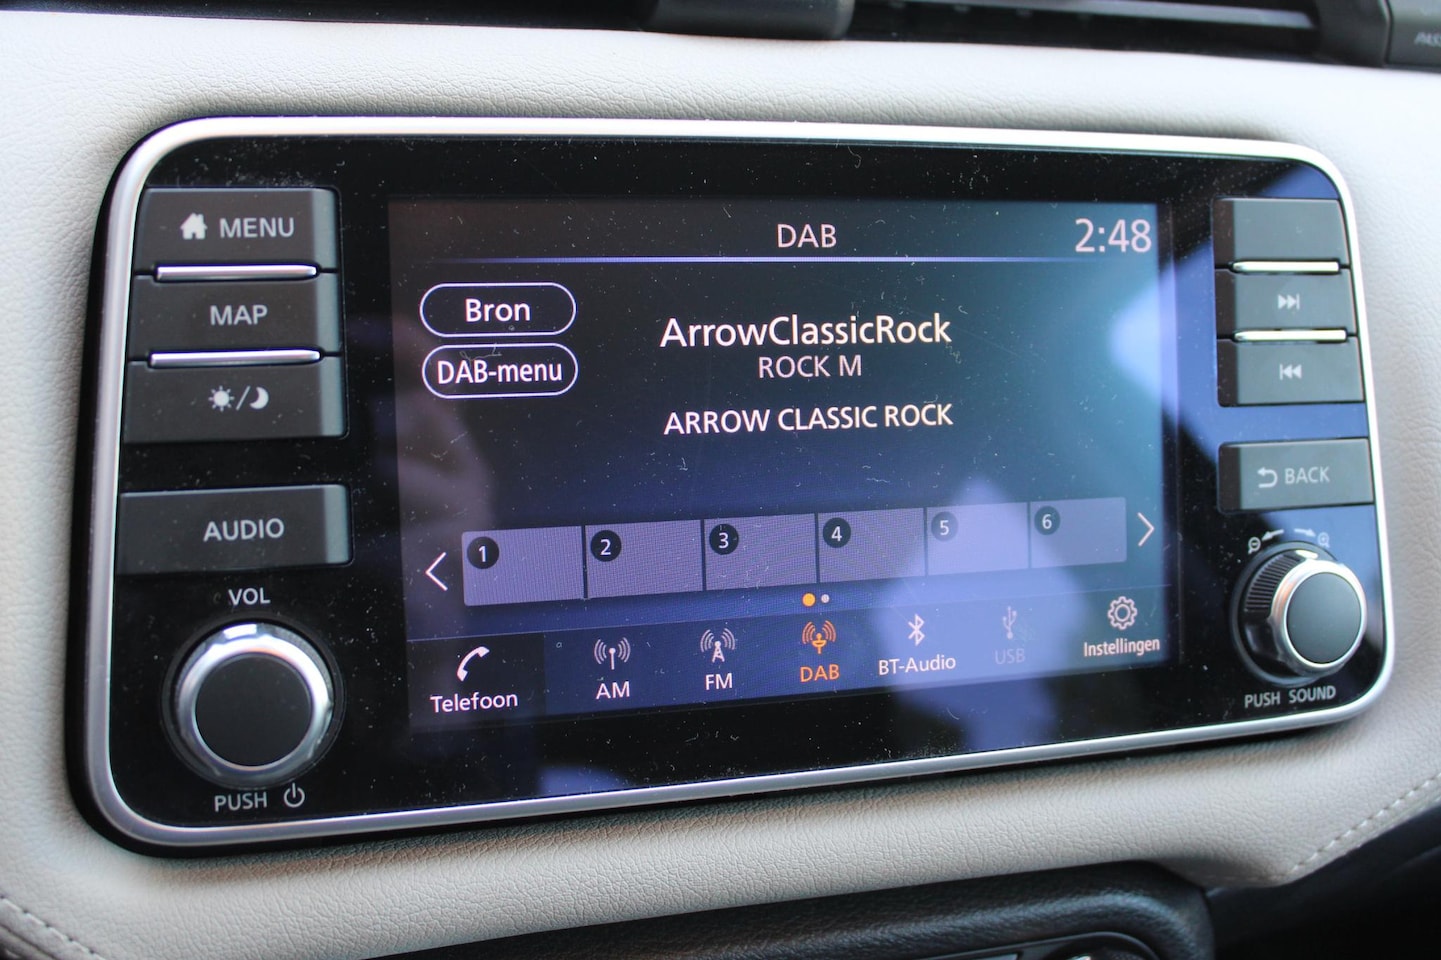 PASS
MENU
MAP
AUDIO
VOL
PUSH
DAB
2:48
Bron
DAB-menu
ArrowClassicRock
ROCK M
ARROW CLASSIC ROCK
1 2 3 4 5 6
Telefoon AM FM DAB BT-Audio USB Instellingen
BACK
PUSH SOUND